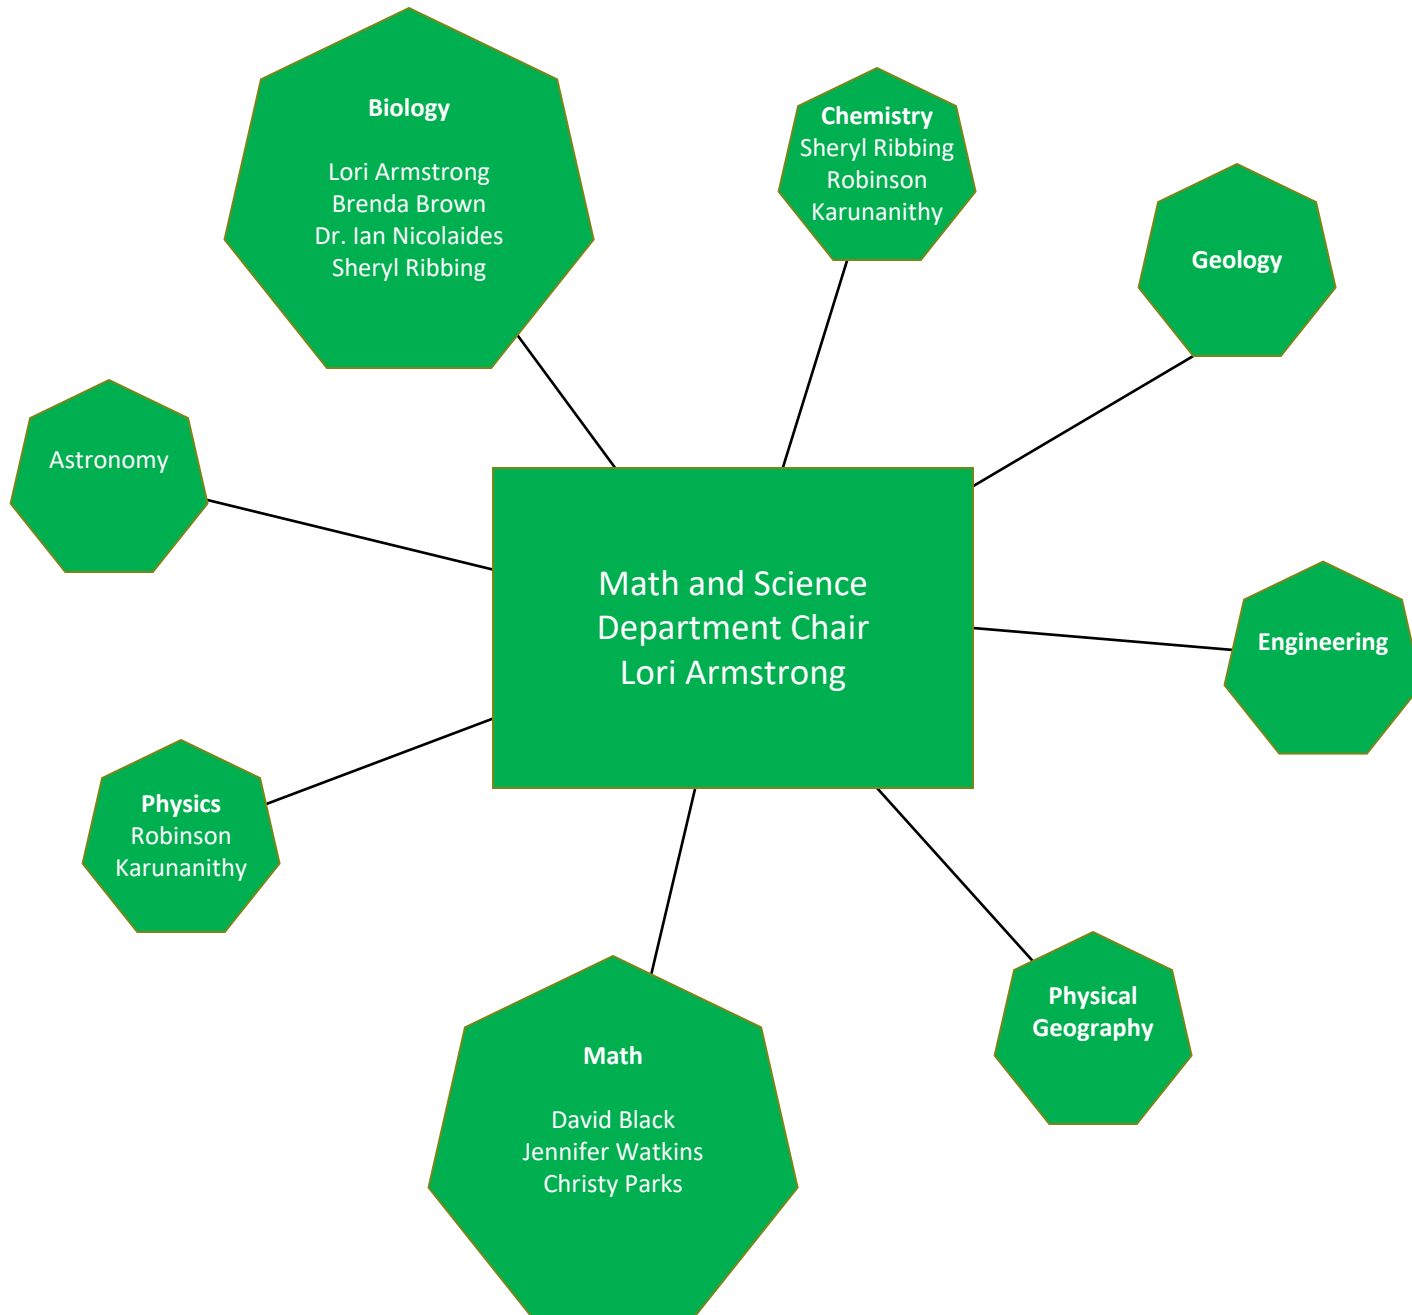 Biology
Lori Armstrong
Brenda Brown
Dr. Ian Nicolaides
Sheryl Ribbing
Chemistry
Sheryl Ribbing
Robinson
Karunanithy
Geology
Astronomy
Math and Science
Department Chair
Lori Armstrong
Engineering
Physics
Robinson
Karunanithy
Physical
Geography
Math
David Black
Jennifer Watkins
Christy Parks